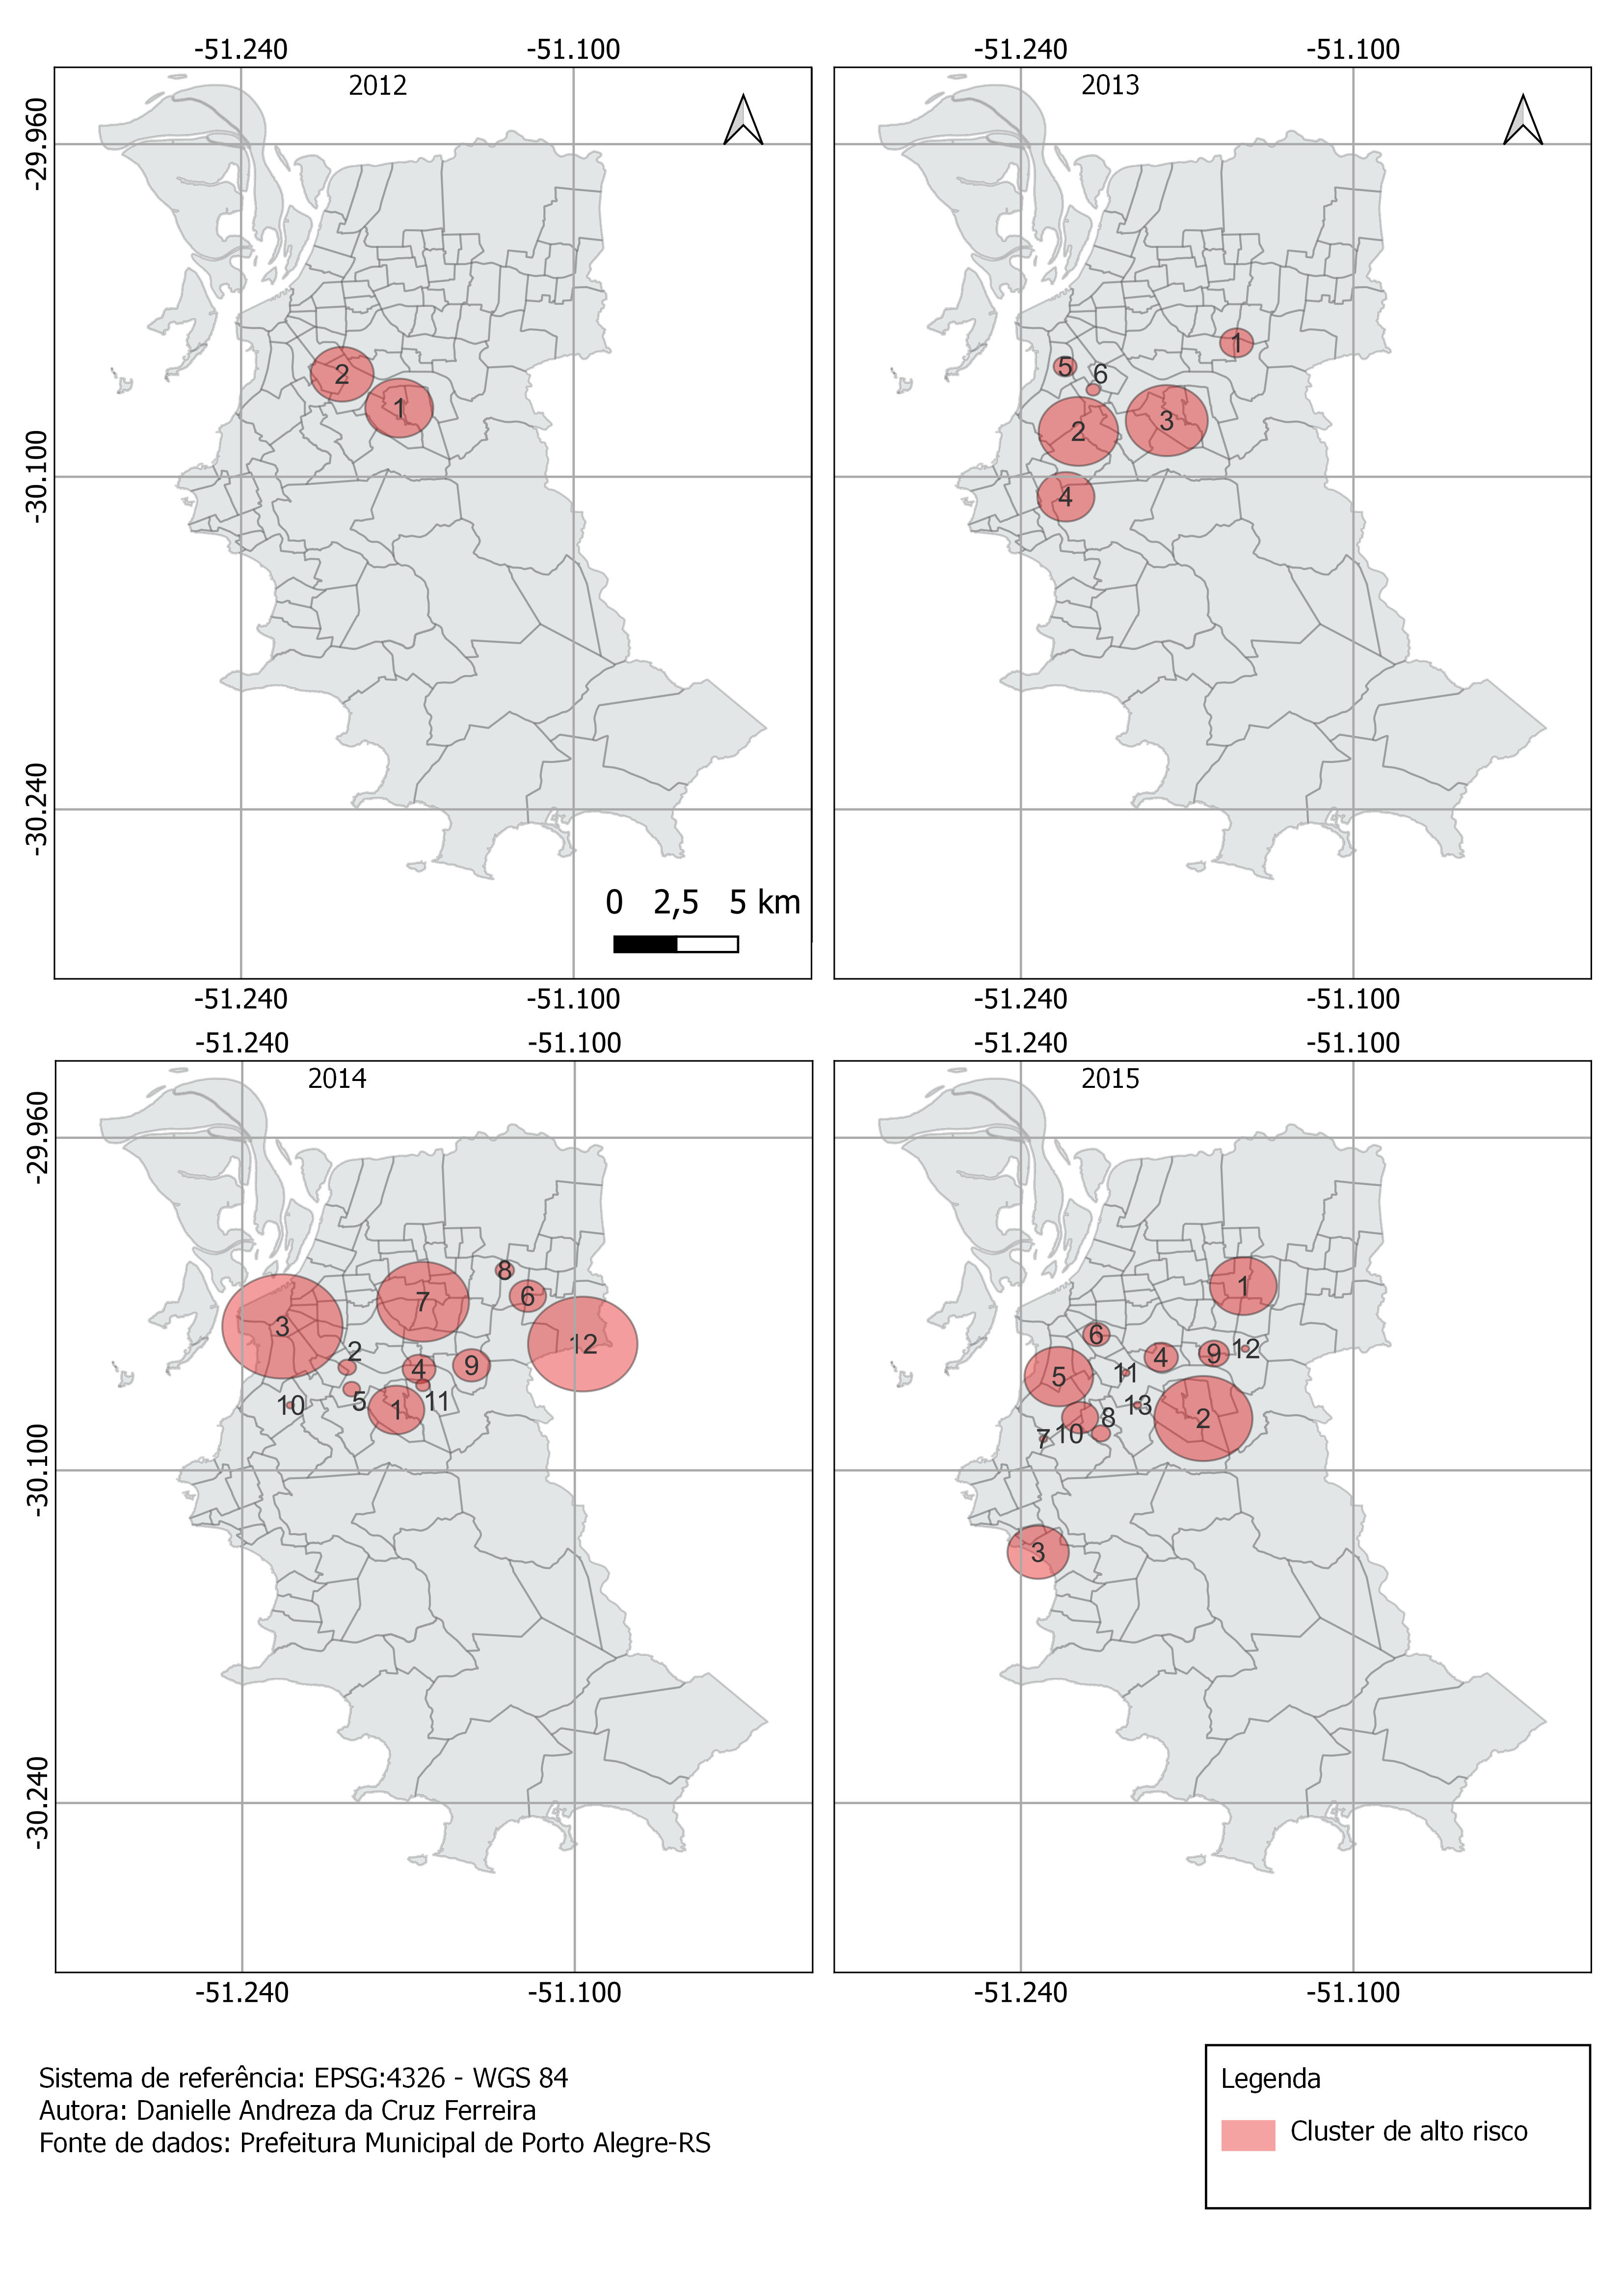 -51.240 -51.100 -51.240 -51.100
2012 2013
-29.960
1
2 5 6
1 2 3
-30.100
4
-30.240
0 2,5 5 km
-51.240 -51.100 -51.240 -51.100
-51.240 -51.100 -51.240 -51.100
2014 2015
-29.960
8 1
7 6
3 12 6
2 4 9 4 9 12
5 11
10 5 1 11 13
8 2
7 10
-30.100
3
-30.240
-51.240 -51.100 -51.240 -51.100
Sistema de referência: EPSG:4326 - WGS 84
Autora: Danielle Andreza da Cruz Ferreira
Fonte de dados: Prefeitura Municipal de Porto Alegre-RS
Legenda
Cluster de alto risco